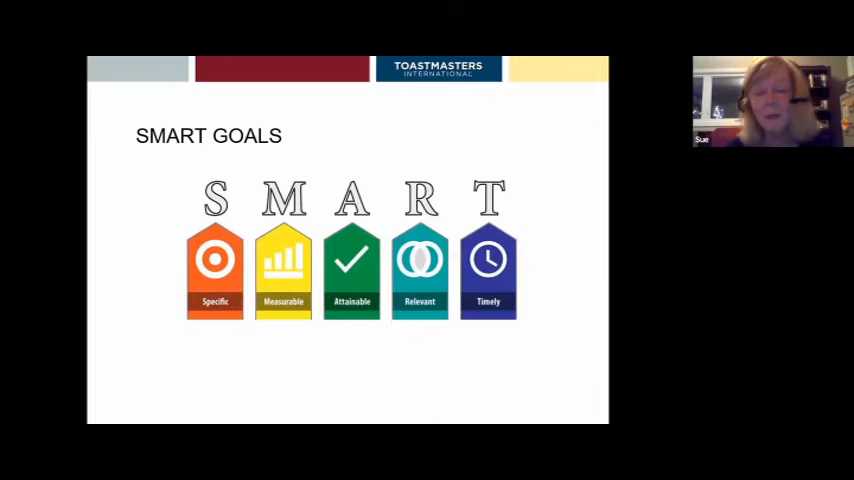 TOASTMASTERS
INTERNATIONAL
SMART GOALS
S M A R T
Specific Measurable Attainable Relevant Timely
Sue